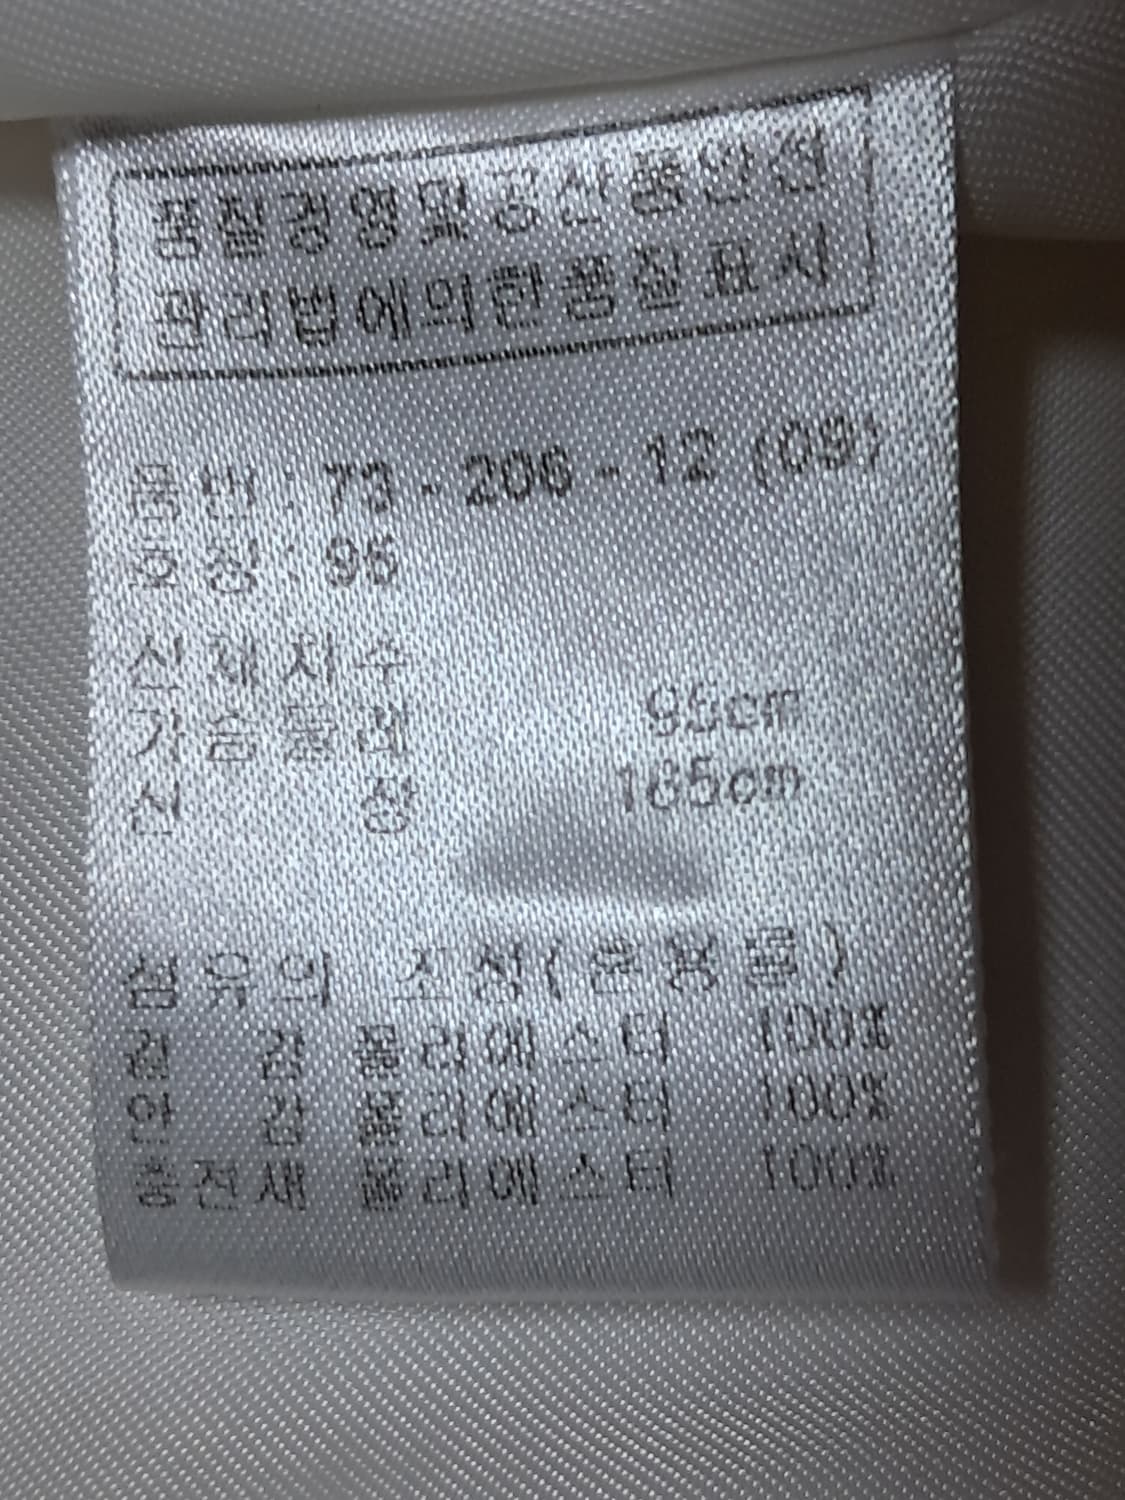 품질경영및공산품안전
관리법에의한품질표시
품 번 : 73 - 206 - 12 (09)
호 칭 : 95
신체치수
가슴둘레 95cm
신 장 185cm
섬유의 조성(혼용률)
겉 감 폴리에스터 100%
안 감 폴리에스터 100%
충전재 폴리에스터 100%